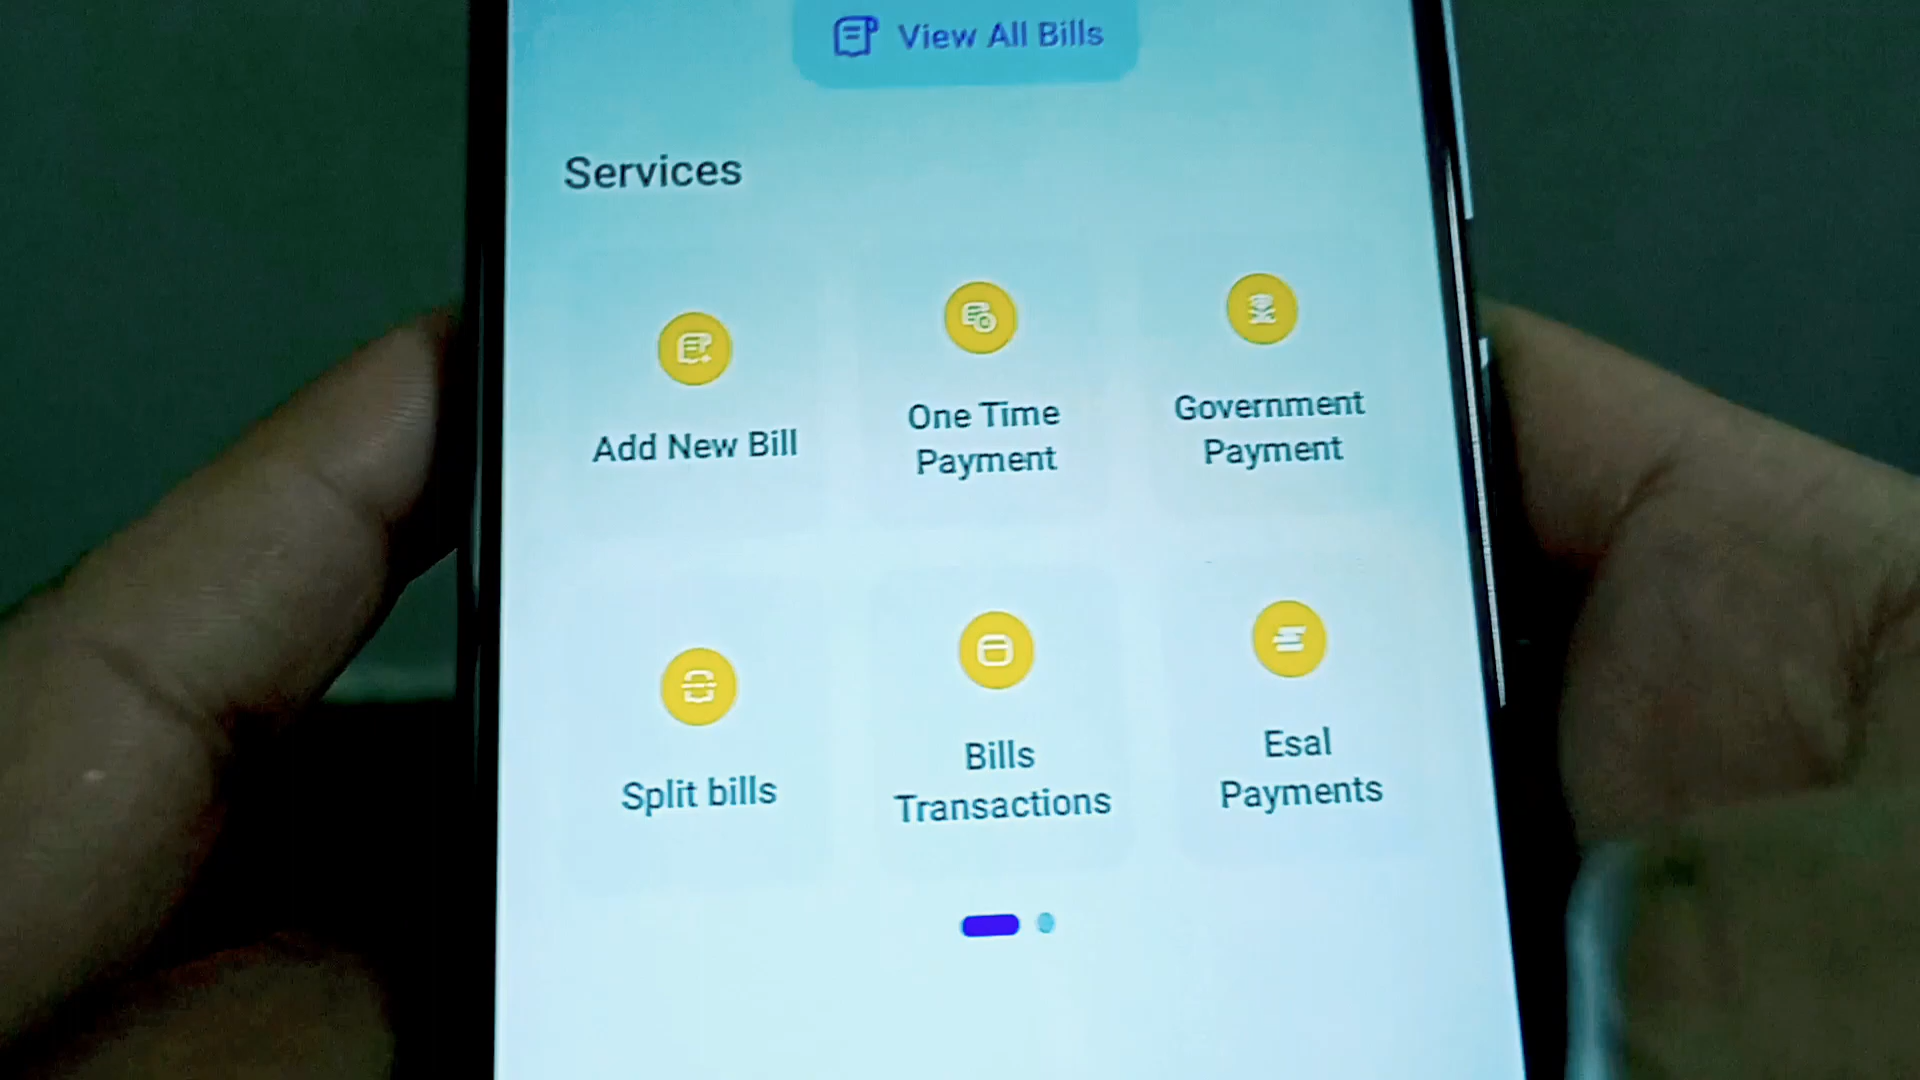 View All Bills
Services
Add New Bill
One Time
Payment
Government
Payment
Split bills
Bills
Transactions
Esal
Payments